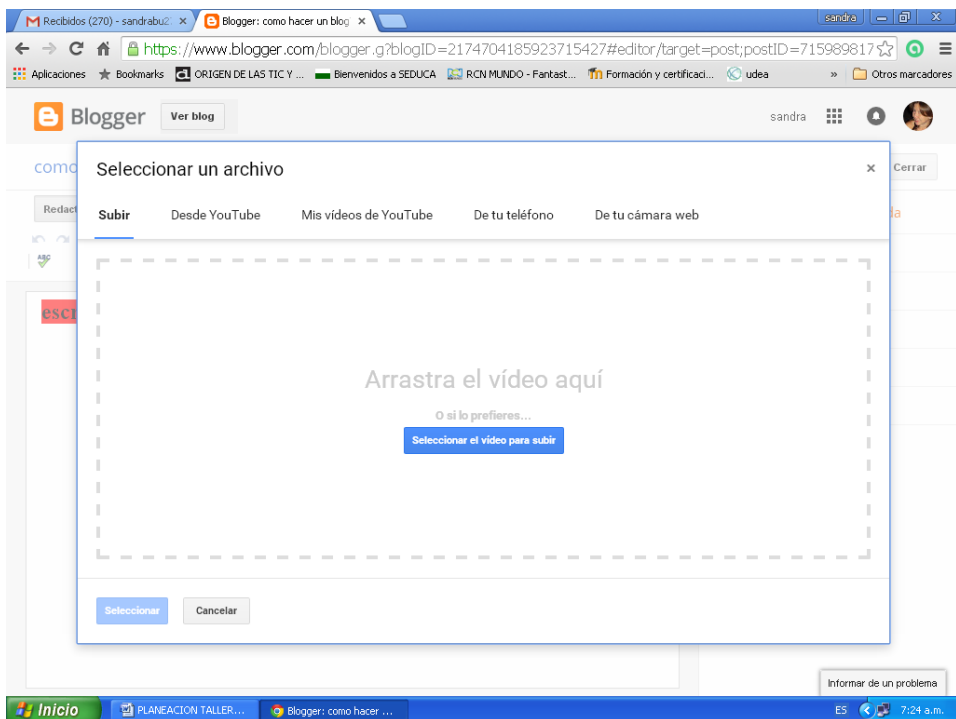 Recibidos (270) - sandrabu2
Blogger: como hacer un blog
sandra
https://www.blogger.com/blogger.g?blogID=2174704185923715427#editor/target=post;postID=715989817
Aplicaciones
Bookmarks
ORIGEN DE LAS TIC Y ...
Bienvenidos a SEDUCA
RCN MUNDO - Fantast...
Formación y certificaci...
udea
»
Otros marcadores
Blogger
Ver blog
sandra
como
Seleccionar un archivo
Cerrar
Redact
Subir
Desde YouTube
Mis vídeos de YouTube
De tu teléfono
De tu cámara web
da
ABC
escr
Arrastra el vídeo aquí
O si lo prefieres...
Seleccionar el vídeo para subir
Seleccionar
Cancelar
Informar de un problema
Inicio
PLANEACION TALLER...
Blogger: como hacer ...
ES
7:24 a.m.